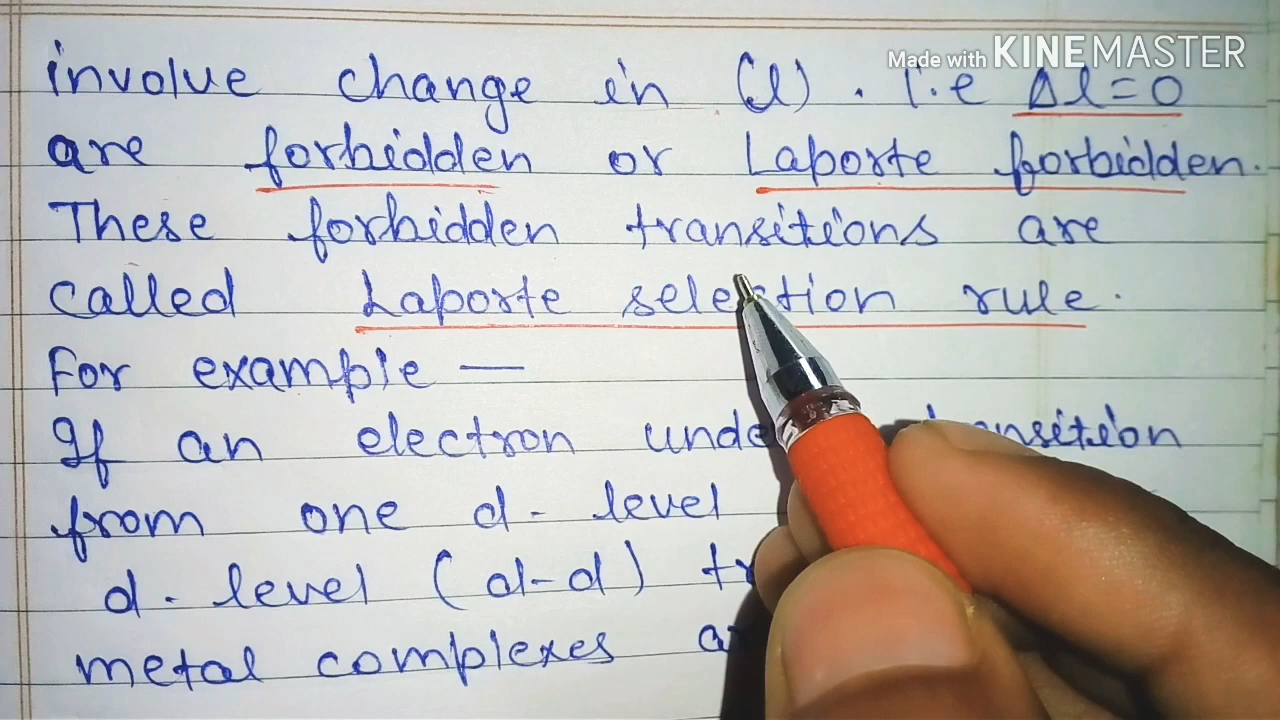 Made with KINEMASTER
involve change in (l). i.e Δl=0
are forbidden or Laporte forbidden.
These forbidden transitions are
called Laporte selection rule.
For example —
If an electron
from one d- level
d- level (d-d)
metal complexes